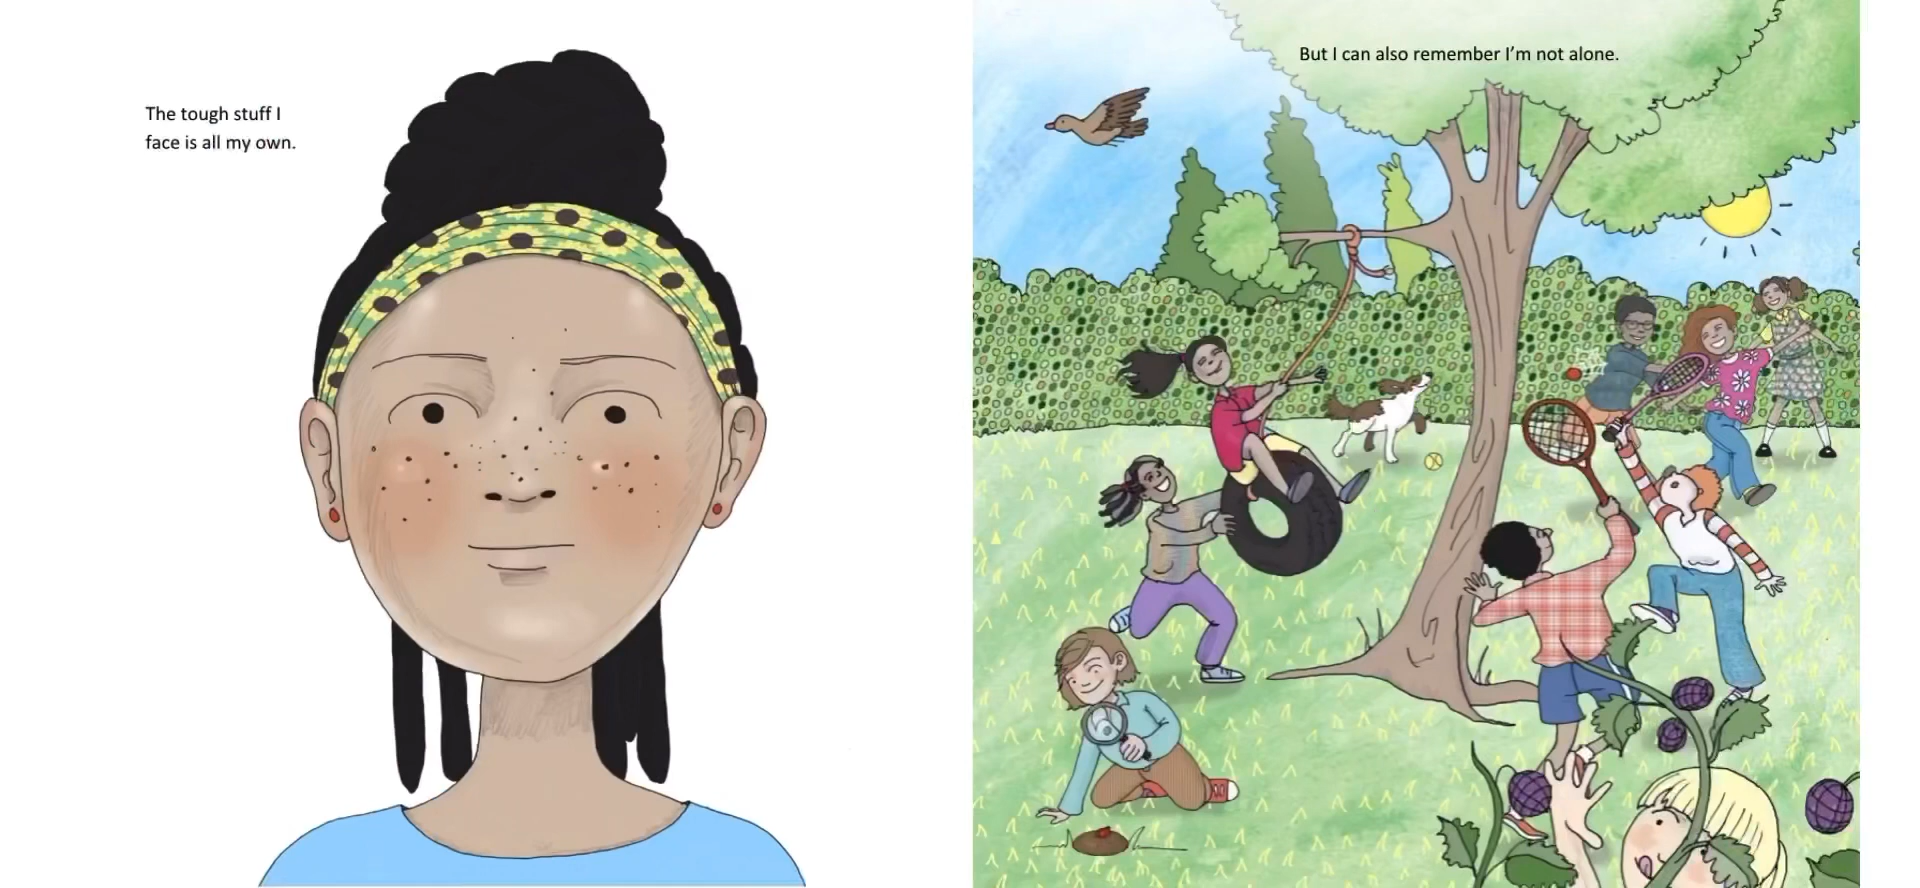 The tough stuff I
face is all my own.
But I can also remember I’m not alone.